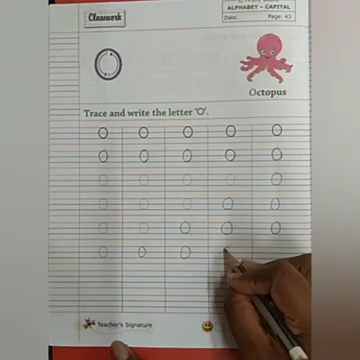 Classwork
ALPHABET - CAPITAL
Date: Page: 43
O
Octopus
Trace and write the letter 'O'.
O O O O O
O O O O O
O O O O O
O O O O O
O O O O O
O O O
Teacher's Signature